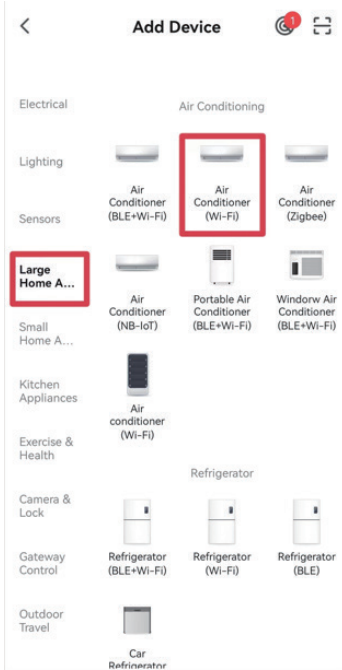 Add Device
1
Electrical
Lighting
Sensors
Large
Home A...
Small
Home A...
Kitchen
Appliances
Exercise &
Health
Camera &
Lock
Gateway
Control
Outdoor
Travel
Air Conditioning
Air
Conditioner
(BLE+Wi-Fi)
Air
Conditioner
(Wi-Fi)
Air
Conditioner
(Zigbee)
Air
Conditioner
(NB-IoT)
Portable Air
Conditioner
(BLE+Wi-Fi)
Windorw Air
Conditioner
(BLE+Wi-Fi)
Air
conditioner
(Wi-Fi)
Refrigerator
Refrigerator
(BLE+Wi-Fi)
Refrigerator
(Wi-Fi)
Refrigerator
(BLE)
Car
Refrigerator